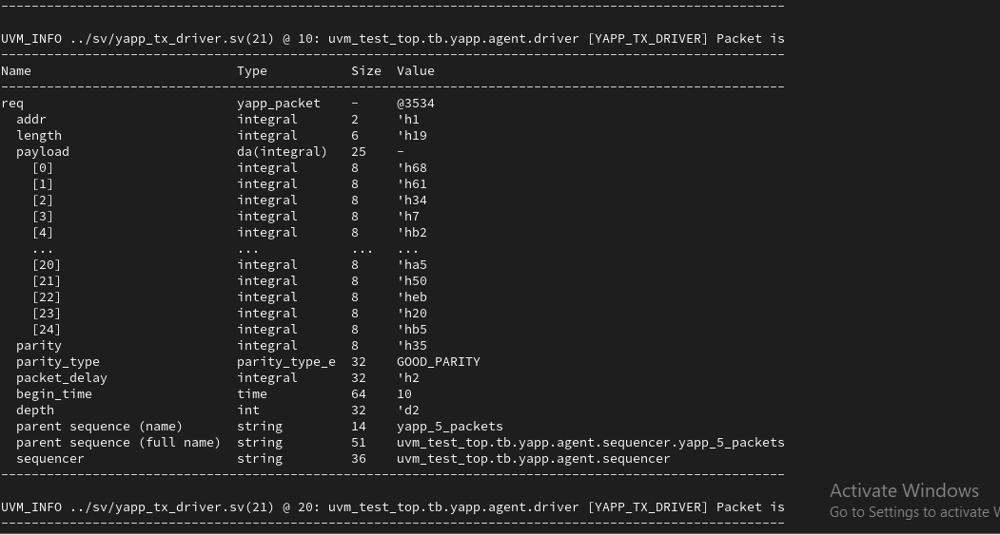 --------------------------------------------------------------------------------------------------------
UVM_INFO ../sv/yapp_tx_driver.sv(21) @ 10: uvm_test_top.tb.yapp.agent.driver [YAPP_TX_DRIVER] Packet is
--------------------------------------------------------------------------------------------------------
Name                           Type           Size  Value
--------------------------------------------------------------------------------------------------------
req                            yapp_packet    -     @3534
  addr                         integral       2     'h1
  length                       integral       6     'h19
  payload                      da(integral)   25    -
    [0]                        integral       8     'h68
    [1]                        integral       8     'h61
    [2]                        integral       8     'h34
    [3]                        integral       8     'h7
    [4]                        integral       8     'hb2
    ...                        ...            ...   ...
    [20]                       integral       8     'ha5
    [21]                       integral       8     'h50
    [22]                       integral       8     'heb
    [23]                       integral       8     'h20
    [24]                       integral       8     'hb5
  parity                       integral       8     'h35
  parity_type                  parity_type_e  32    GOOD_PARITY
  packet_delay                 integral       32    'h2
  begin_time                   time           64    10
  depth                        int            32    'd2
  parent sequence (name)       string         14    yapp_5_packets
  parent sequence (full name)  string         51    uvm_test_top.tb.yapp.agent.sequencer.yapp_5_packets
  sequencer                    string         36    uvm_test_top.tb.yapp.agent.sequencer
--------------------------------------------------------------------------------------------------------
Activate Windows
UVM_INFO ../sv/yapp_tx_driver.sv(21) @ 20: uvm_test_top.tb.yapp.agent.driver [YAPP_TX_DRIVER] Packet is
Go to Settings to activate W
--------------------------------------------------------------------------------------------------------